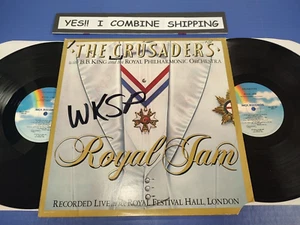 YES!! I COMBINE SHIPPING
THE CRUSADERS
with B.B. KING and the ROYAL PHILHARMONIC ORCHESTRA
WKSP
Royal Jam
RECORDED LIVE at the ROYAL FESTIVAL HALL, LONDON